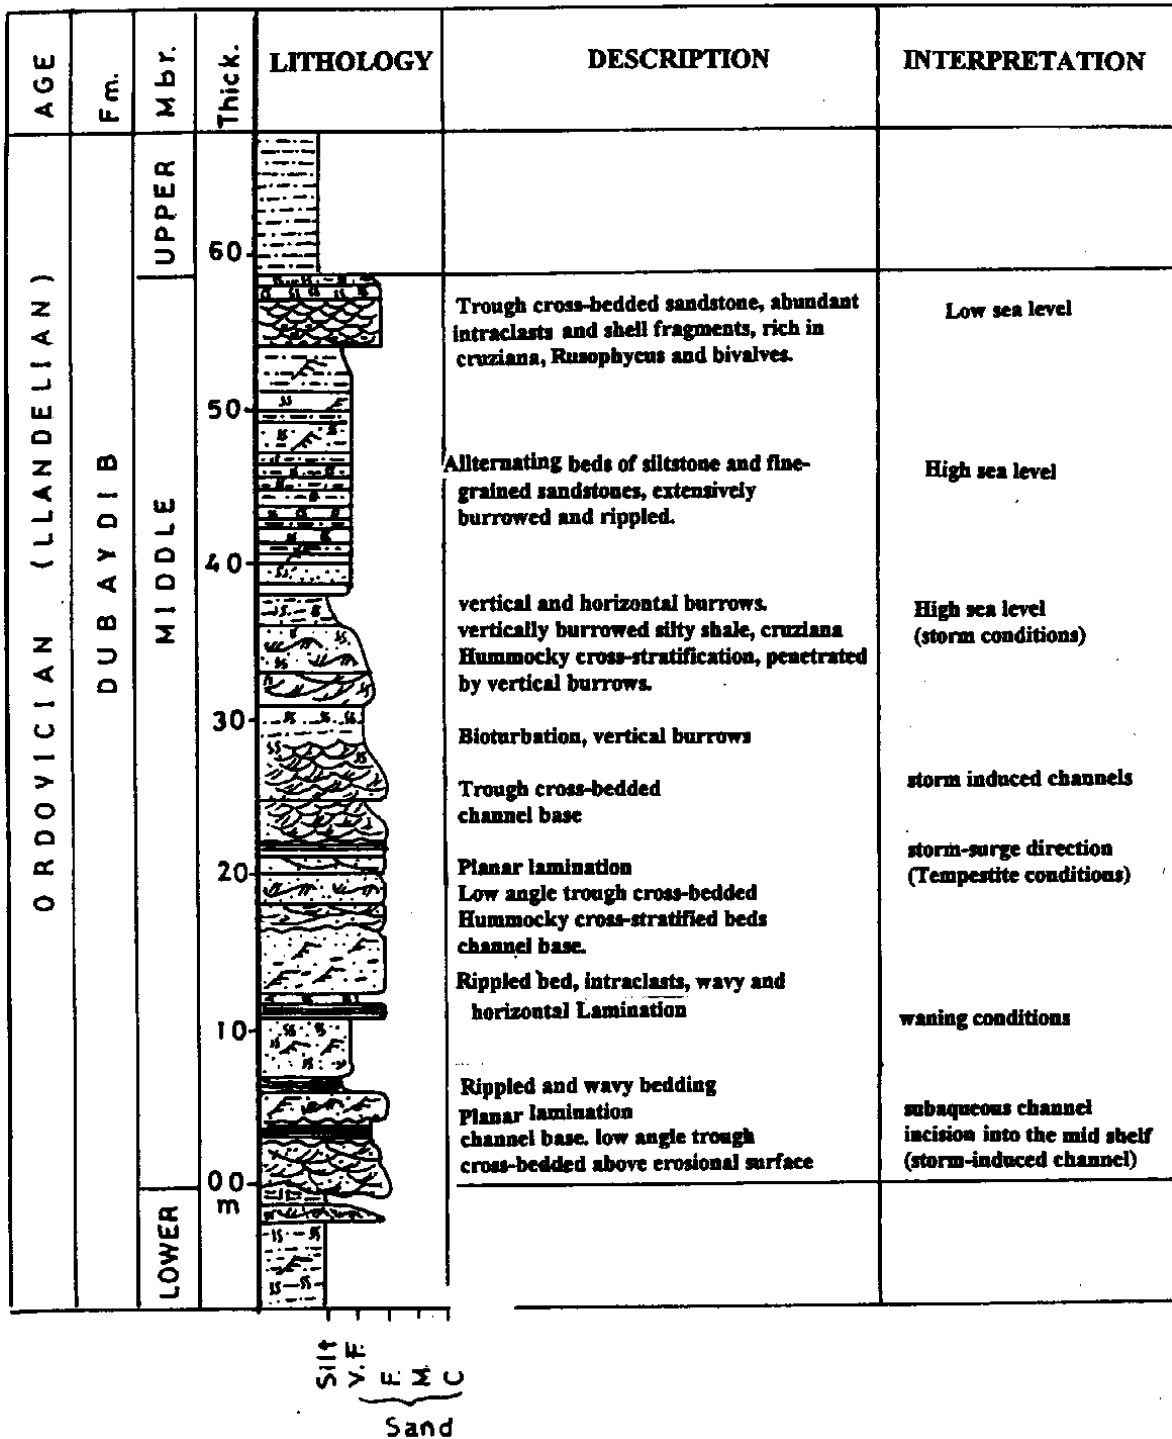 AGE
Fm.
Mbr.
Thick.
LITHOLOGY
DESCRIPTION
INTERPRETATION
ORDOVICIAN (LLANDELIAN)
DUBAYDIB
UPPER
MIDDLE
LOWER
60
50
40
30
20
10
00
m
Trough cross-bedded sandstone, abundant
intraclasts and shell fragments, rich in
cruziana, Rusophycus and bivalves.
Low sea level
Allternating beds of siltstone and fine-
grained sandstones, extensively
burrowed and rippled.
High sea level
vertical and horizontal burrows.
vertically burrowed silty shale, cruziana
Hummocky cross-stratification, penetrated
by vertical burrows.
High sea level
(storm conditions)
Bioturbation, vertical burrows
Trough cross-bedded
channel base
storm induced channels
Planar lamination
Low angle trough cross-bedded
Hummocky cross-stratified beds
channel base.
storm-surge direction
(Tempestite conditions)
Rippled bed, intraclasts, wavy and
horizontal Lamination
waning conditions
Rippled and wavy bedding
Planar lamination
channel base. low angle trough
cross-bedded above erosional surface
subaqueous channel
incision into the mid shelf
(storm-induced channel)
Silt
V.F.
F.
M.
C
Sand